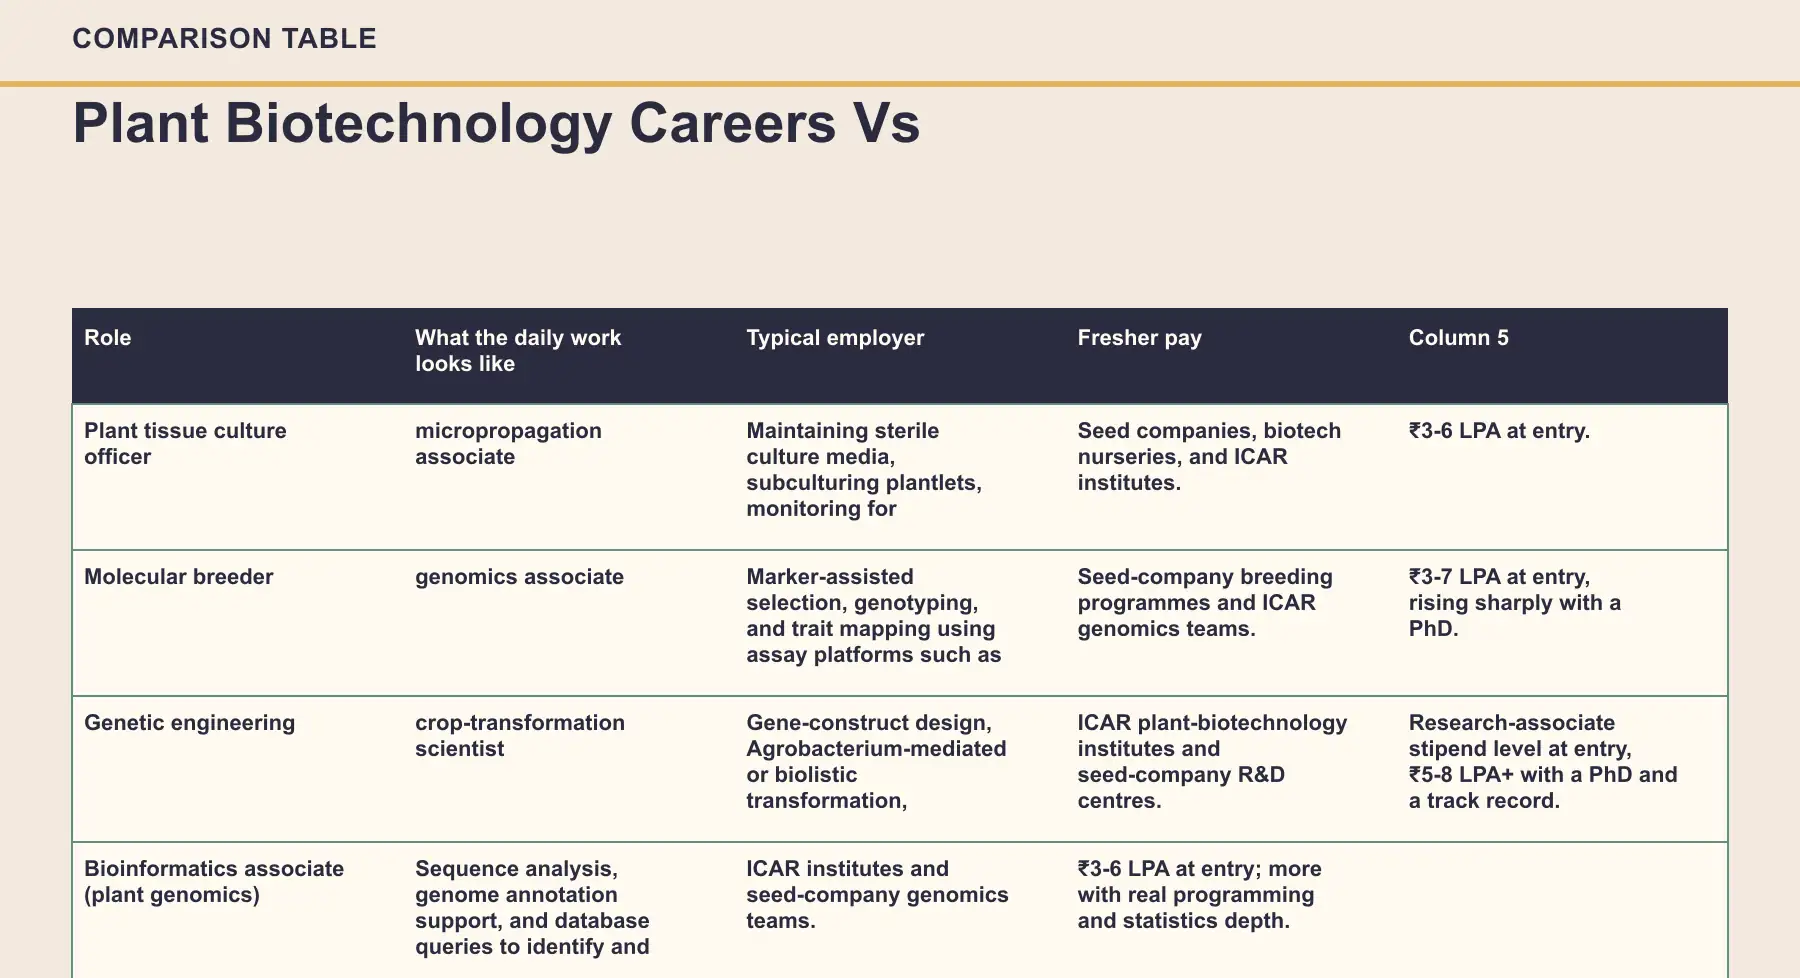 COMPARISON TABLE
Plant Biotechnology Careers Vs
Role
What the daily work
looks like
Typical employer
Fresher pay
Column 5
Plant tissue culture
officer
micropropagation
associate
Maintaining sterile
culture media,
subculturing plantlets,
monitoring for
Seed companies, biotech
nurseries, and ICAR
institutes.
₹3-6 LPA at entry.
Molecular breeder
genomics associate
Marker-assisted
selection, genotyping,
and trait mapping using
assay platforms such as
Seed-company breeding
programmes and ICAR
genomics teams.
₹3-7 LPA at entry,
rising sharply with a
PhD.
Genetic engineering
crop-transformation
scientist
Gene-construct design,
Agrobacterium-mediated
or biolistic
transformation,
ICAR plant-biotechnology
institutes and
seed-company R&D
centres.
Research-associate
stipend level at entry,
₹5-8 LPA+ with a PhD and
a track record.
Bioinformatics associate
(plant genomics)
Sequence analysis,
genome annotation
support, and database
queries to identify and
ICAR institutes and
seed-company genomics
teams.
₹3-6 LPA at entry; more
with real programming
and statistics depth.